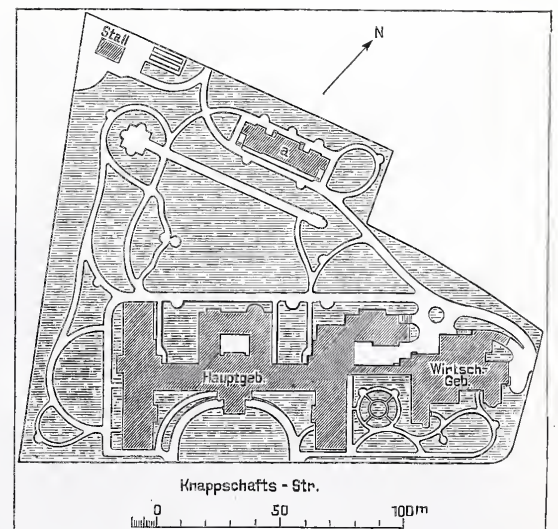 Stall
N
a
Hauptgeb.
Wirtsch-
Geb.
Knappschafts - Str.
0 50 100m